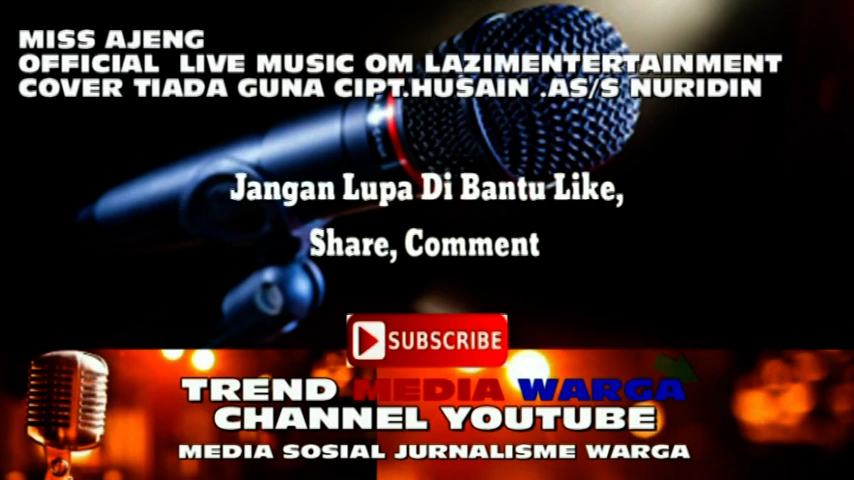 MISS AJENG
OFFICIAL LIVE MUSIC OM LAZIMENTERTAINMENT
COVER TIADA GUNA CIPT.HUSAIN .AS/S NURIDIN
Jangan Lupa Di Bantu Like,
Share, Comment
SUBSCRIBE
TREND MEDIA WARGA
CHANNEL YOUTUBE
MEDIA SOSIAL JURNALISME WARGA